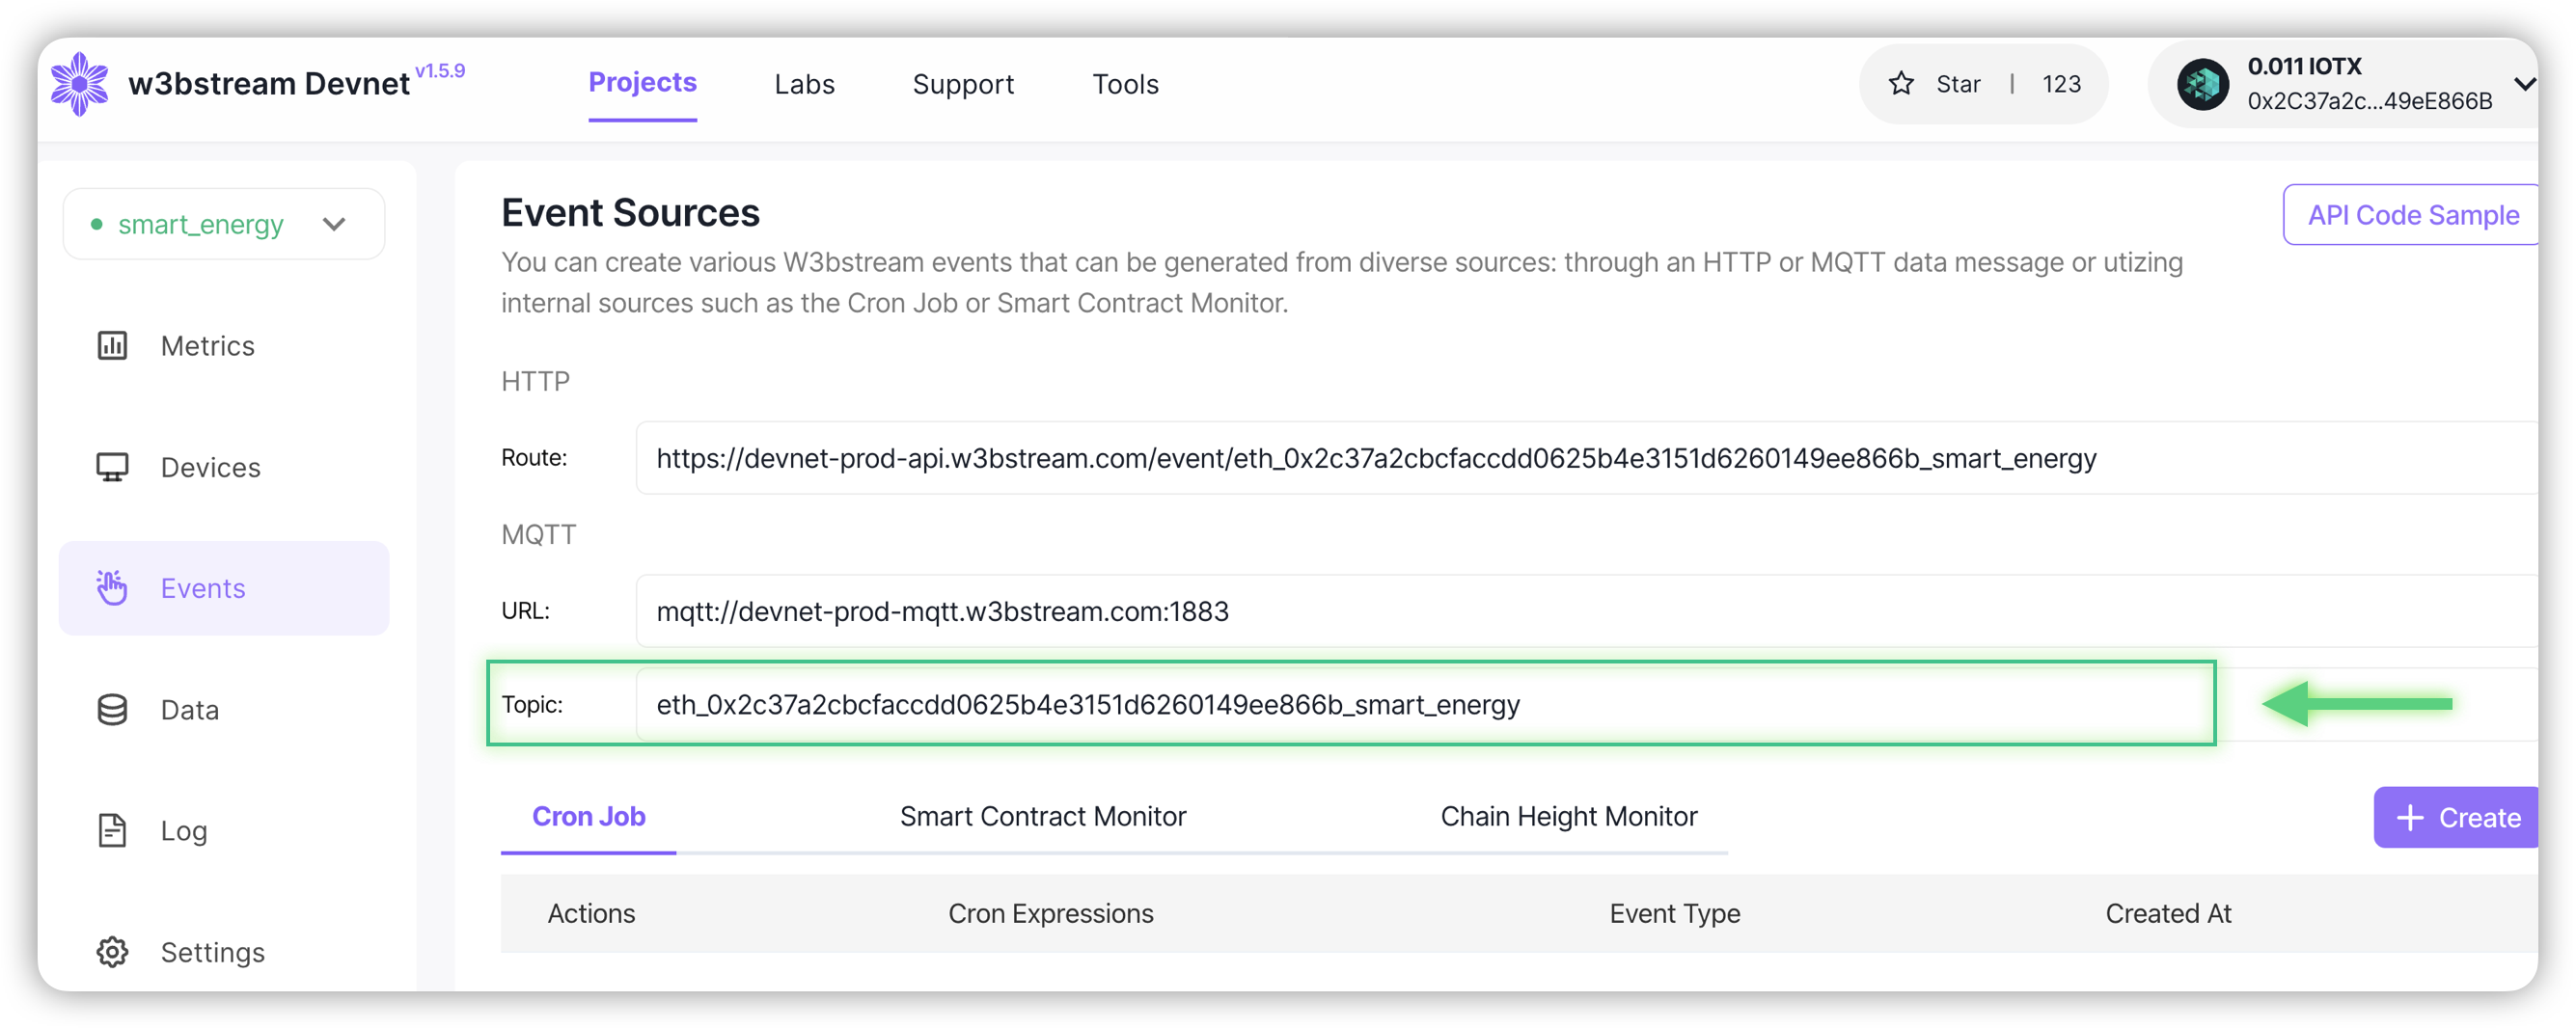 w3bstream Devnet v1.5.9
Projects
Labs
Support
Tools
Star | 123
0.011 IOTX
0x2C37a2c...49eE866B
smart_energy
Metrics
Devices
Events
Data
Log
Settings
Event Sources
API Code Sample
You can create various W3bstream events that can be generated from diverse sources: through an HTTP or MQTT data message or utizing
internal sources such as the Cron Job or Smart Contract Monitor.
HTTP
Route: https://devnet-prod-api.w3bstream.com/event/eth_0x2c37a2cbcfaccdd0625b4e3151d6260149ee866b_smart_energy
MQTT
URL: mqtt://devnet-prod-mqtt.w3bstream.com:1883
Topic: eth_0x2c37a2cbcfaccdd0625b4e3151d6260149ee866b_smart_energy
Cron Job
Smart Contract Monitor
Chain Height Monitor
+ Create
Actions
Cron Expressions
Event Type
Created At